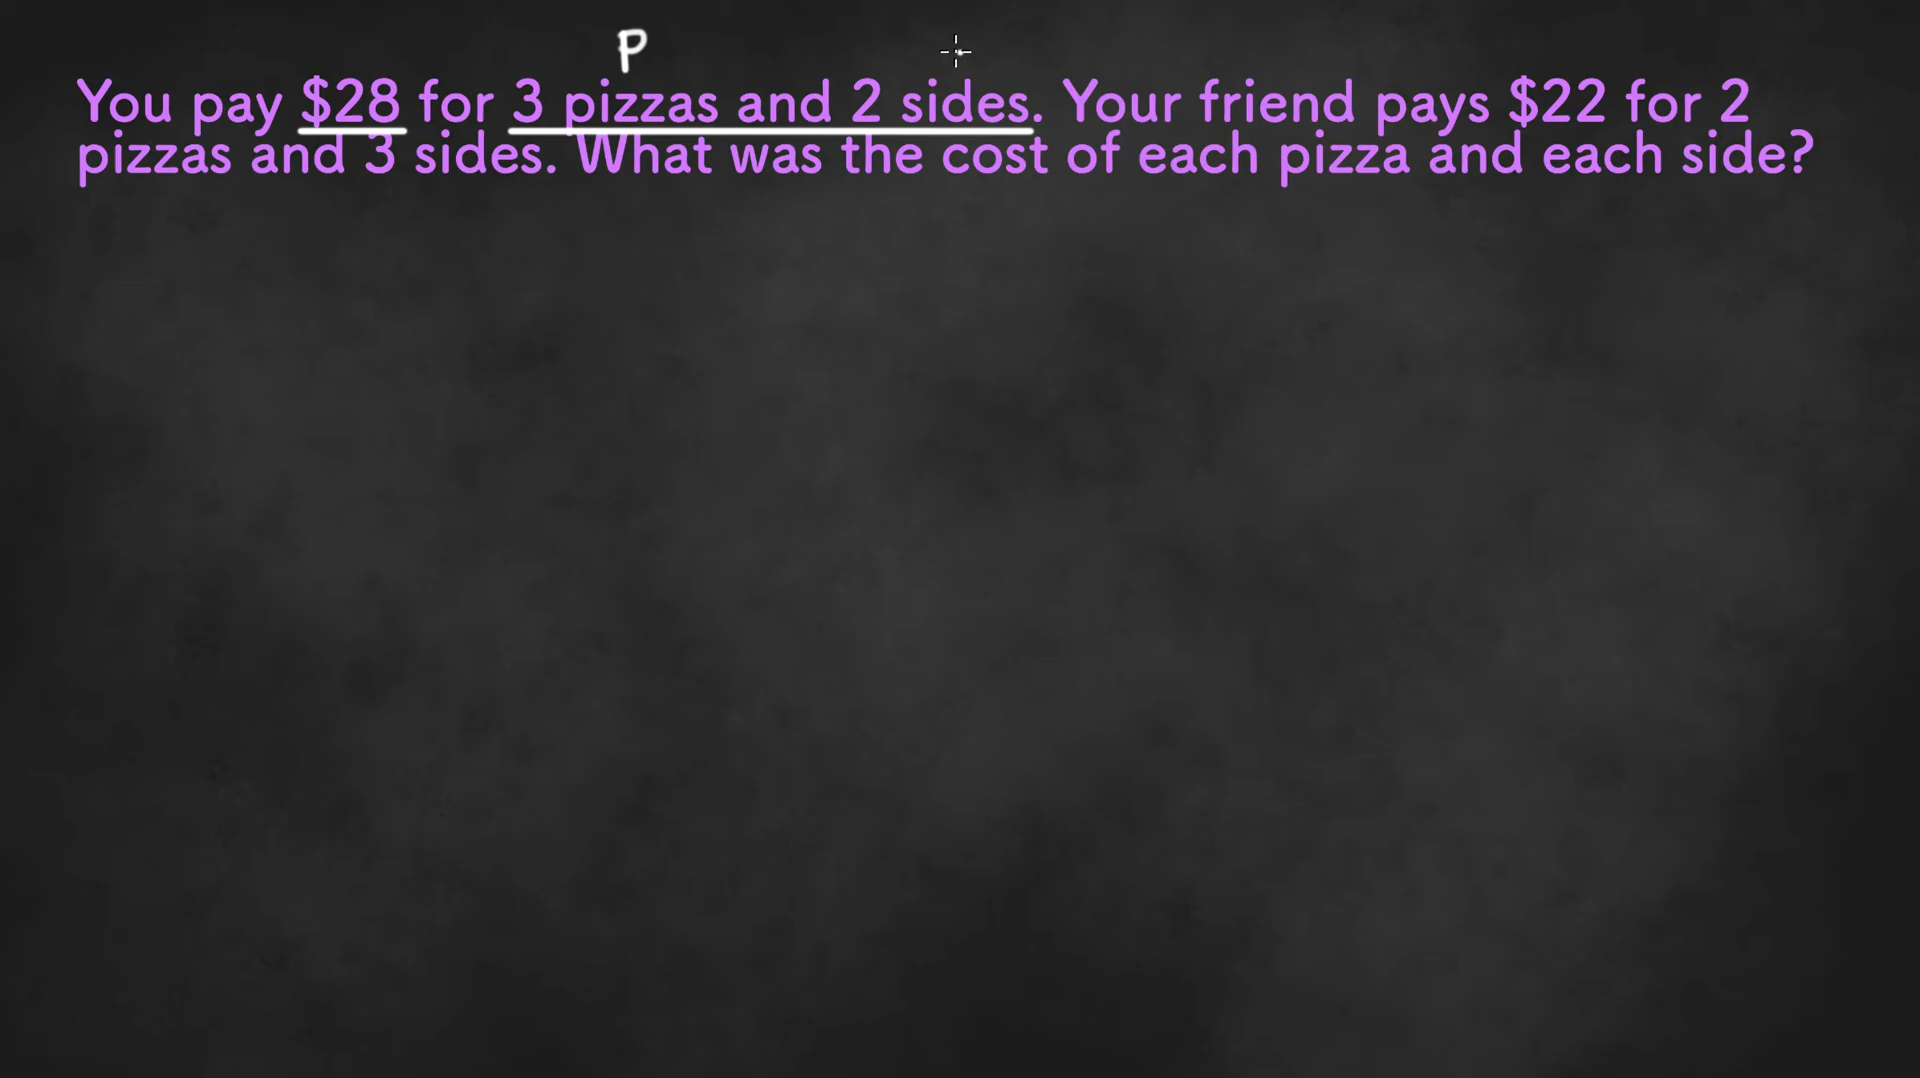 P
You pay $28 for 3 pizzas and 2 sides. Your friend pays $22 for 2
pizzas and 3 sides. What was the cost of each pizza and each side?